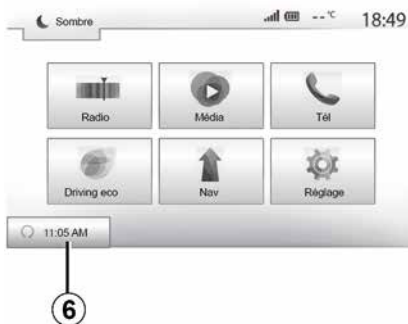 Sombre
--°C
18:49
Radio
Média
Tél
Driving eco
Nav
Réglage
11:05 AM
6